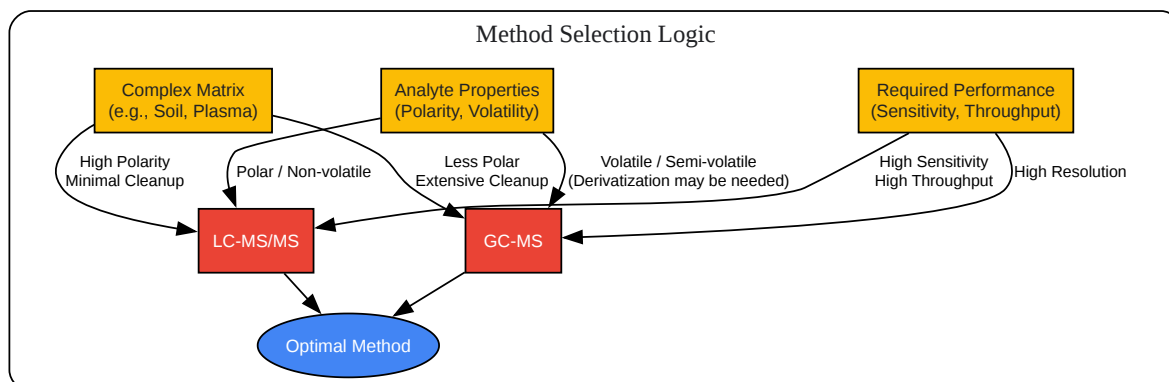 Method Selection Logic
Complex Matrix
(e.g., Soil, Plasma)
Analyte Properties
(Polarity, Volatility)
Required Performance
(Sensitivity, Throughput)
High Polarity
Minimal Cleanup
Polar / Non-volatile
Less Polar
Extensive Cleanup
Volatile / Semi-volatile
(Derivatization may be needed)
High Sensitivity
High Throughput
High Resolution
LC-MS/MS
GC-MS
Optimal Method